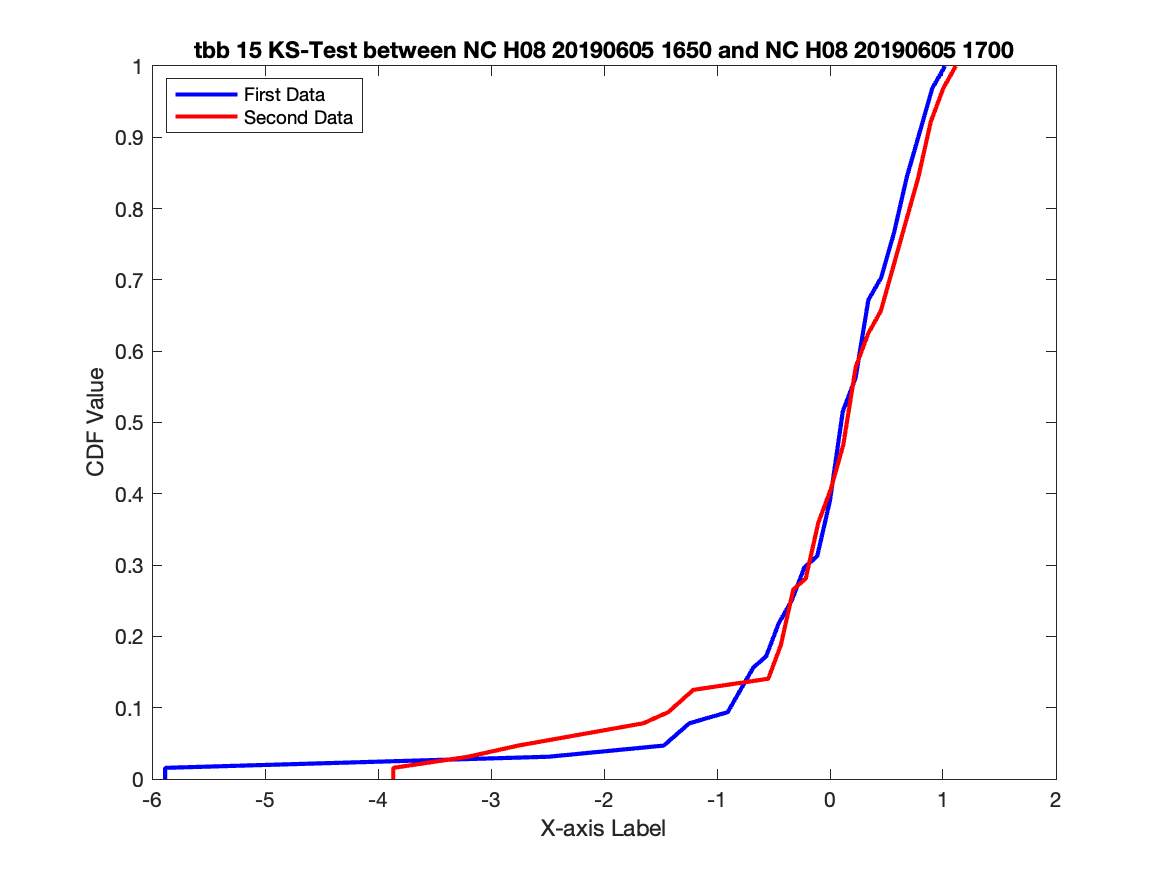 tbb 15 KS-Test between NC H08 20190605 1650 and NC H08 20190605 1700
First Data
Second Data
1
0.9
0.8
0.7
0.6
0.5
0.4
0.3
0.2
0.1
0
CDF Value
-6 -5 -4 -3 -2 -1 0 1 2
X-axis Label